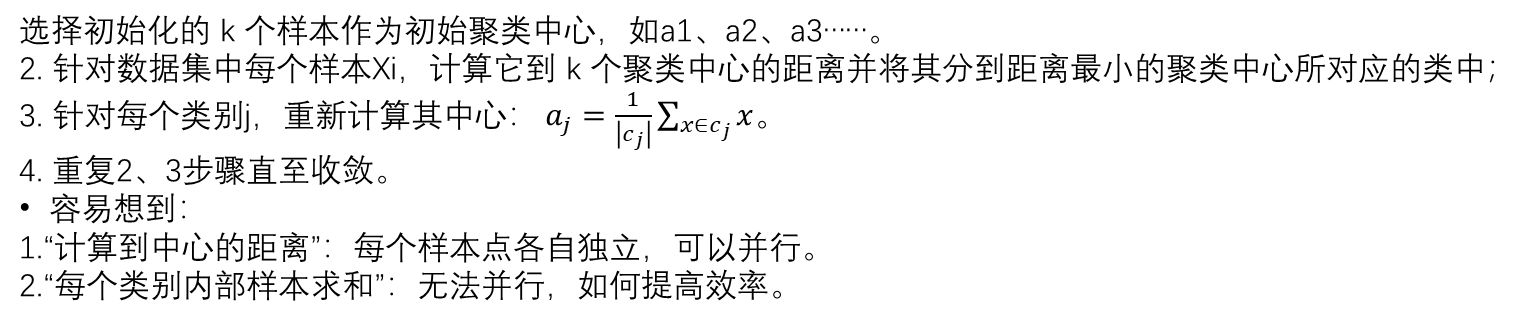 选择初始化的 k 个样本作为初始聚类中心，如a1、a2、a3……。
2. 针对数据集中每个样本Xi，计算它到 k 个聚类中心的距离并将其分到距离最小的聚类中心所对应的类中；
3. 针对每个类别j，重新计算其中心： $a_j = \frac{1}{|c_j|}\sum_{x \in c_j} x$。
4. 重复2、3步骤直至收敛。
• 容易想到：
1.“计算到中心的距离”：每个样本点各自独立，可以并行。
2.“每个类别内部样本求和”：无法并行，如何提高效率。